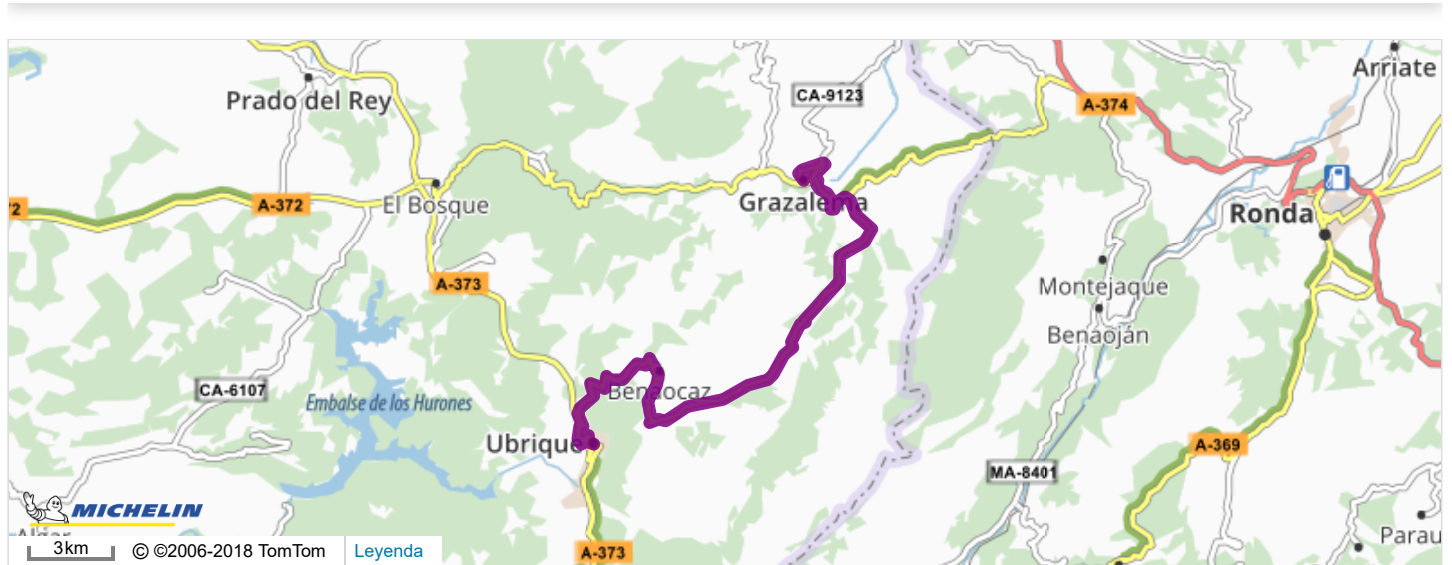 Arriate
CA-9123
Prado del Rey
A-374
Grazalema
Ronda
72
A-372
El Bosque
A-373
Montejaque
Benaoján
CA-6107
Embalse de los Hurones
Benaocaz
Ubrique
A-369
MA-8401
MICHELIN
Algar
Parau
3km
© ©2006-2018 TomTom
Leyenda
A-373